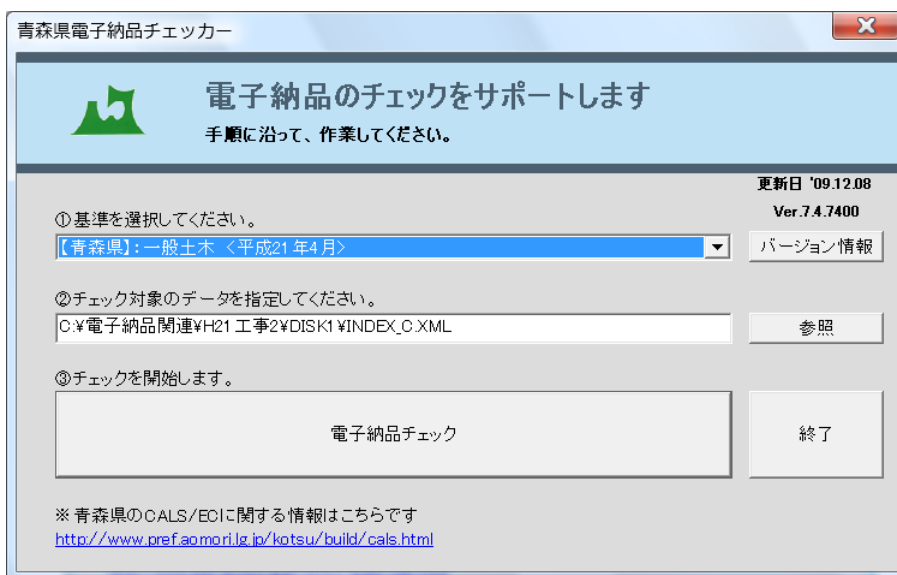 青森県電子納品チェッカー
電子納品のチェックをサポートします
手順に沿って、作業してください。
更新日 '09.12.08
Ver.7.4.7400
①基準を選択してください。
【青森県】:一般土木 <平成21年4月>
バージョン情報
②チェック対象のデータを指定してください。
C:¥電子納品関連¥H21工事2¥DISK1¥INDEX_C.XML
参照
③チェックを開始します。
電子納品チェック
終了
※青森県のCALS/ECに関する情報はこちらです
http://www.pref.aomori.lg.jp/kotsu/build/cals.html